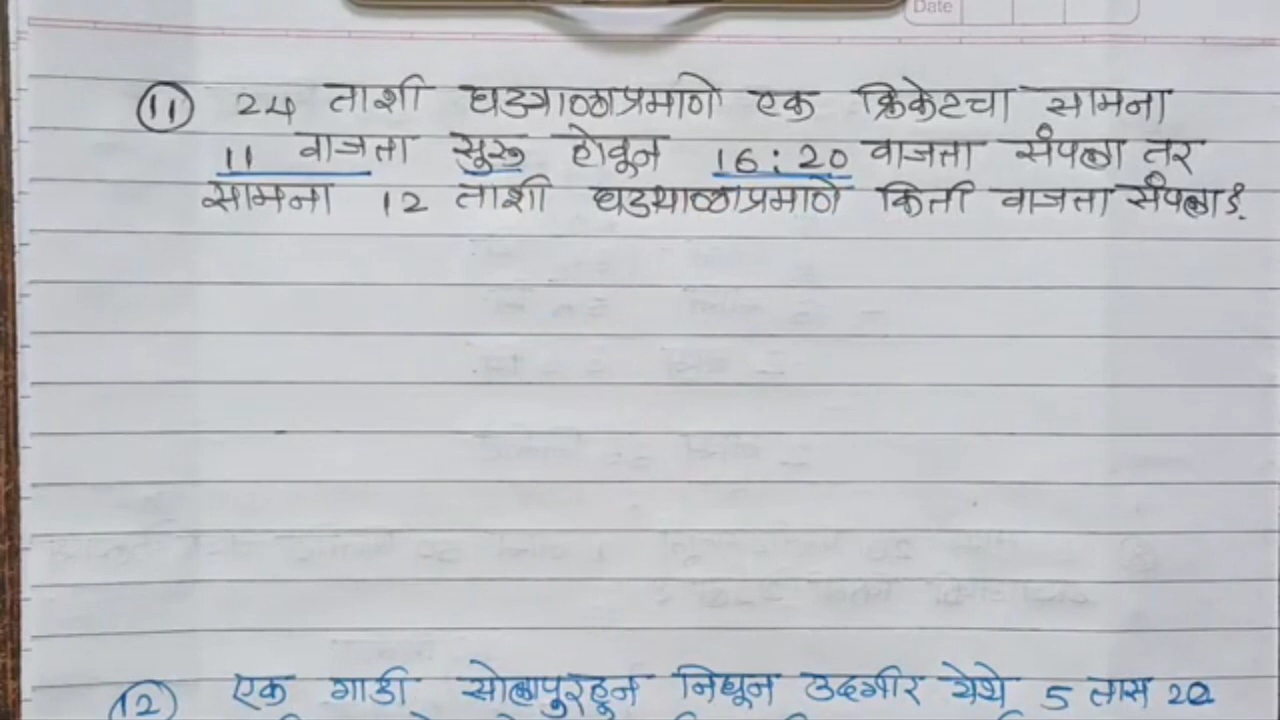 Date
(11) 24 ताशी घड्याळाप्रमाणे एक क्रिकेटचा सामना
11 वाजता सुरू होवून 16:20 वाजता संपला तर
सामना 12 ताशी घड्याळाप्रमाणे किती वाजता संपला?
(12) एक गाडी सोलापुरहून निघून उदगीर येथे 5 तास 20